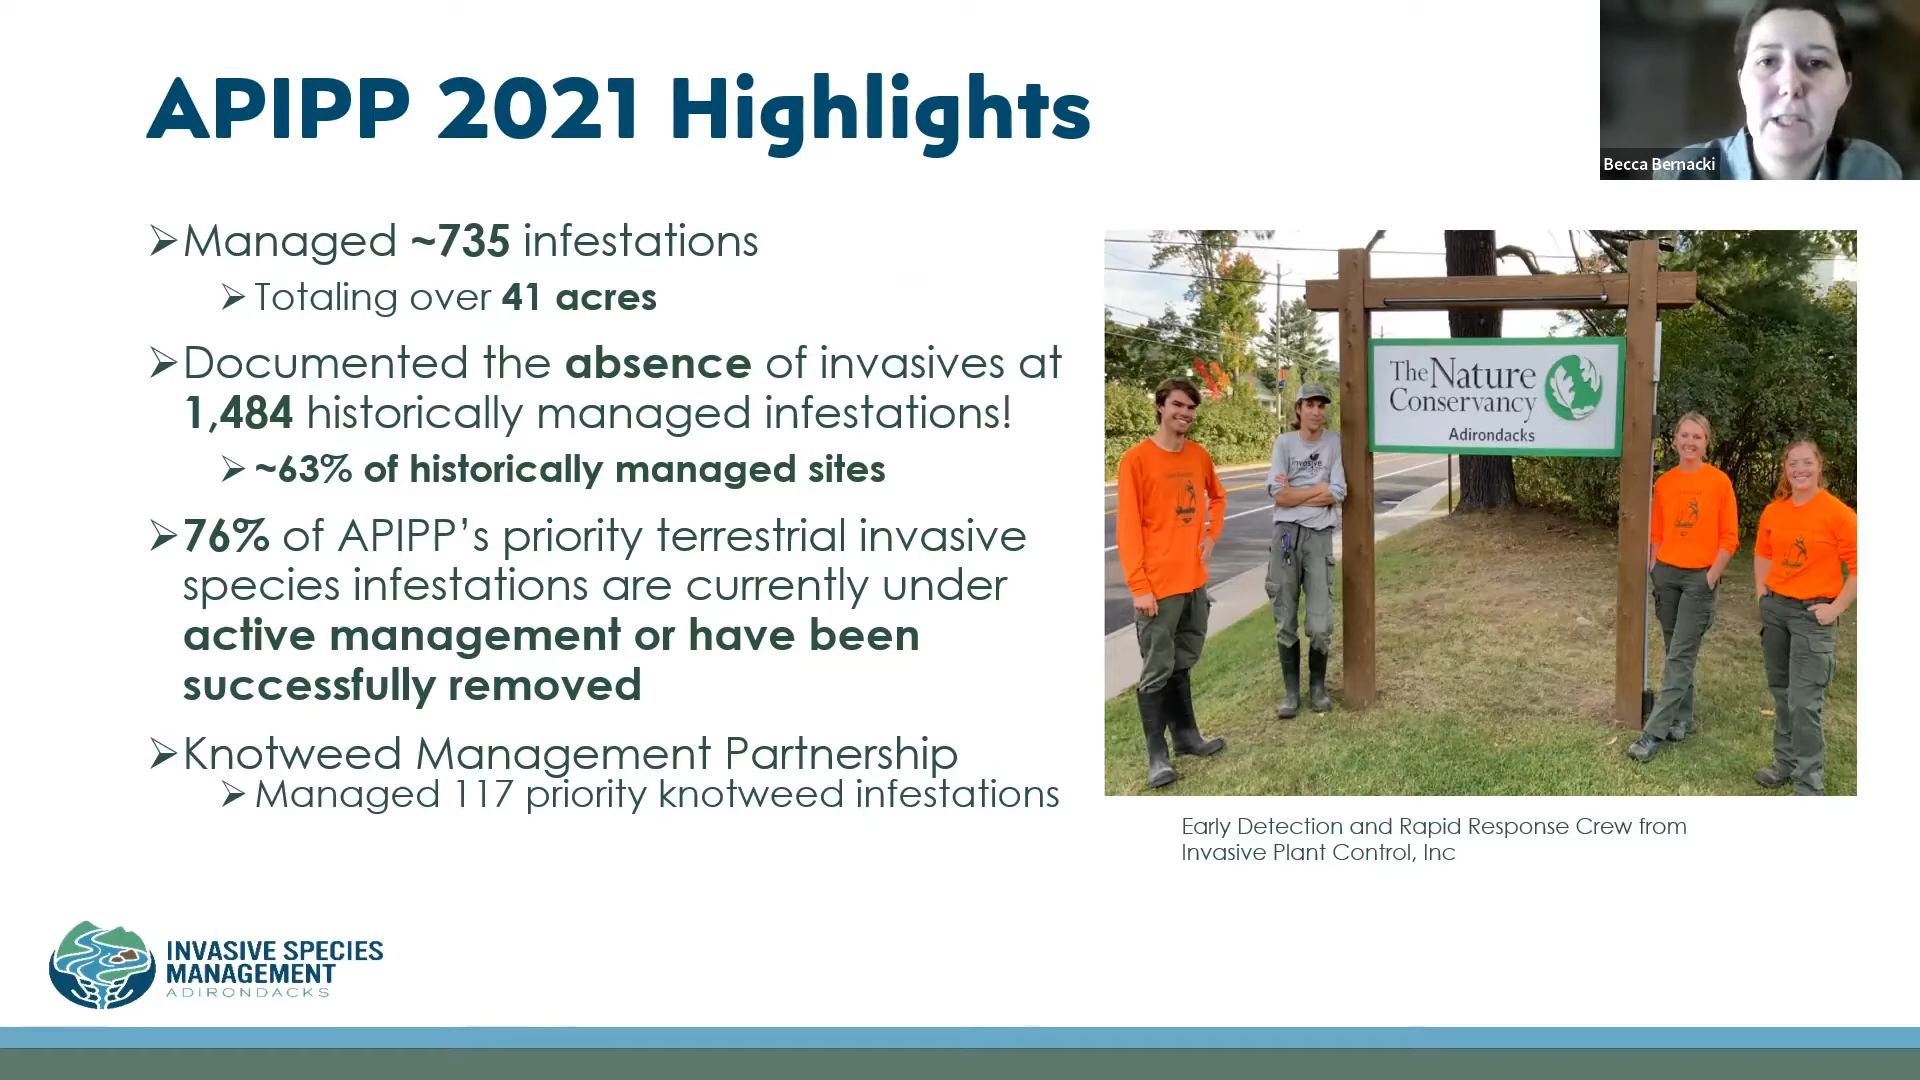 APIPP 2021 Highlights
Becca Bernacki
➢Managed ~735 infestations
➢Totaling over 41 acres
➢Documented the absence of invasives at
1,484 historically managed infestations!
➢~63% of historically managed sites
➢76% of APIPP’s priority terrestrial invasive
species infestations are currently under
active management or have been
successfully removed
➢Knotweed Management Partnership
➢Managed 117 priority knotweed infestations
The Nature
Conservancy
Adirondacks
Early Detection and Rapid Response Crew from
Invasive Plant Control, Inc
INVASIVE SPECIES
MANAGEMENT
ADIRONDACKS